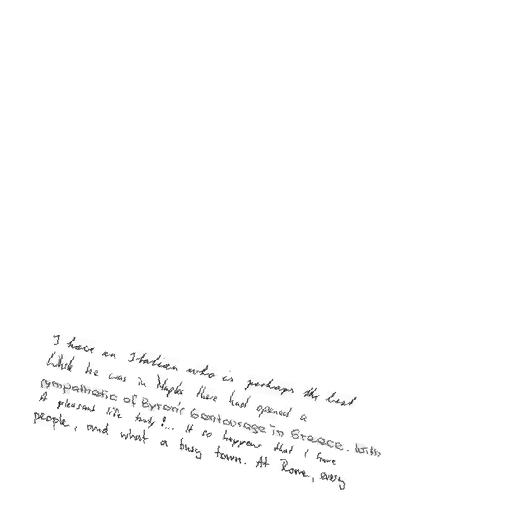 I have an Italian who is perhaps the best
While he was in Naples there had opened a
sympathetic of Byronic Contourage in Greece. With
A pleasant life truly!... it so happens that I have
people, and what a busy town. At Rome, every